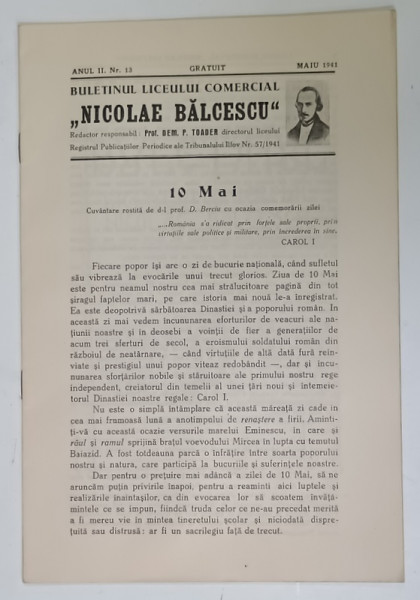 ANUL II. Nr. 13 GRATUIT MAIU 1941
BULETINUL LICEULUI COMERCIAL
„NICOLAE BĂLCESCU“
Redactor responsabil: Prof. DEM. P. TOADER directorul liceului
Registrul Publicațiilor Periodice ale Tribunalului Ilfov Nr. 57/1941
10 Mai
Cuvântare rostită de d-l prof. D. Berciu cu ocazia comemorării zilei
„...România s'a ridicat prin forțele sale proprii, prin
virtuțile sale politice și militare, prin încrederea în sine.
CAROL I
Fiecare popor își are o zi de bucurie națională, când sufletul
său vibrează la evocările unui trecut glorios. Ziua de 10 Mai
este pentru neamul nostru cea mai strălucitoare pagină din tot
șiragul faptelor mari, pe care istoria mai nouă le-a înregistrat.
Ea este deopotrivă sărbătoarea Dinastiei și a poporului român. În
această zi mai vedem încununarea eforturilor de veacuri ale na-
țiunii noastre și în deosebi a voinții de fier a generațiilor de
acum trei sferturi de secol, a eroismului soldatului român din
războiul de neatârnare, — când virtuțile de altă dată fură rein-
viate și prestigiul unui popor viteaz redobândit —, dar și incu-
nunarea sforțărilor nobile și stăruitoare ale primului nostru rege
independent, creistorul din temelii al unei țări noui și intemeie-
torul Dinastiei noastre regale: Carol I.
Nu este o simplă întâmplare că această măreață zi cade în
cea mai frumoasă lună a anotimpului de renaștere a firii. Aminti-
ți-vă cu această ocazie versurile marelui Eminescu, în care și
râul și ramul sprijină brațul voevodului Mircea în lupta cu temutul
Baiazid. A fost totdeauna parcă o înfrățire între soarta poporului
nostru și natura, care participă la bucuriile și suferințele noastre.
Dar pentru o prețuire mai adâncă a zilei de 10 Mai, să ne
aruncăm puțin privirile înapoi, pentru a reaminti aici luptele și
realizările înaintașilor, ca din evocarea lor să scoatem învăță-
mintele ce se impun, fiindcă truda celor ce ne-au precedat merită
a fi mereu vie în mintea tineretului școlar și niciodată dispre-
țuită sau distrusă: ar fi un sacrilegiu față de trecut.